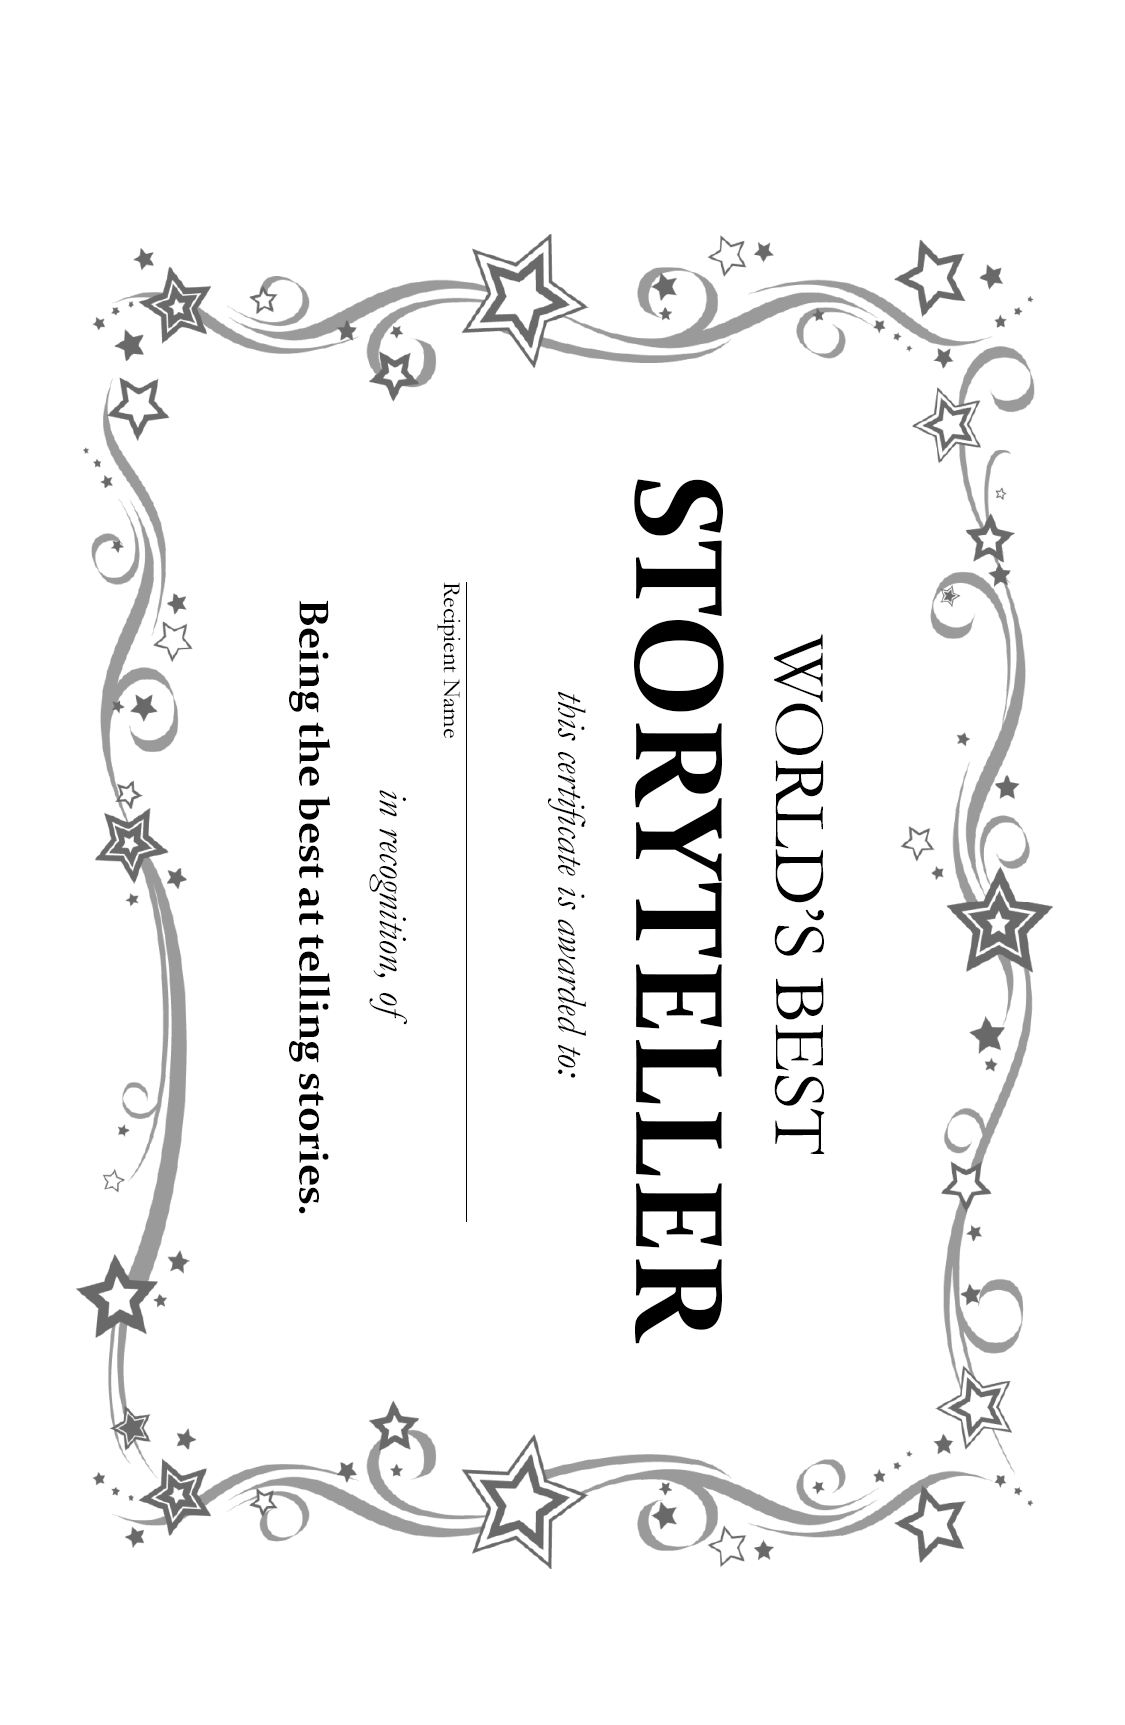 WORLD'S BEST
STORYTELLER
this certificate is awarded to:
Recipient Name
in recognition, of
Being the best at telling stories.